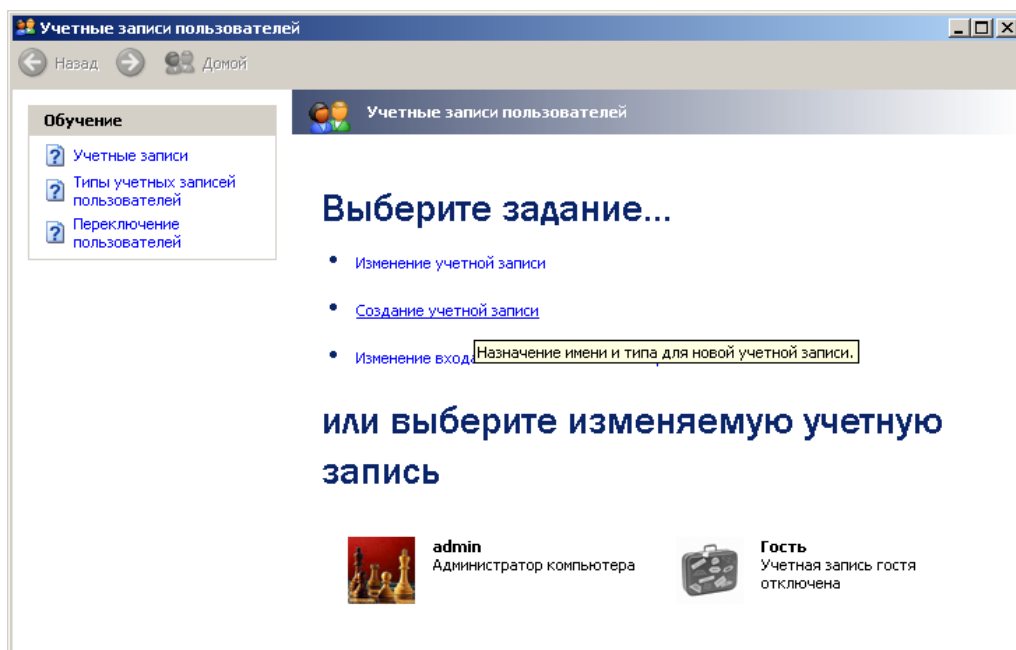 Учетные записи пользователей
Назад
Домой
Обучение
Учетные записи
Типы учетных записей
пользователей
Переключение
пользователей
Учетные записи пользователей
Выберите задание...
Изменение учетной записи
Создание учетной записи
Назначение имени и типа для новой учетной записи.
Изменение входа
или выберите изменяемую учетную
запись
admin
Администратор компьютера
Гость
Учетная запись гостя
отключена